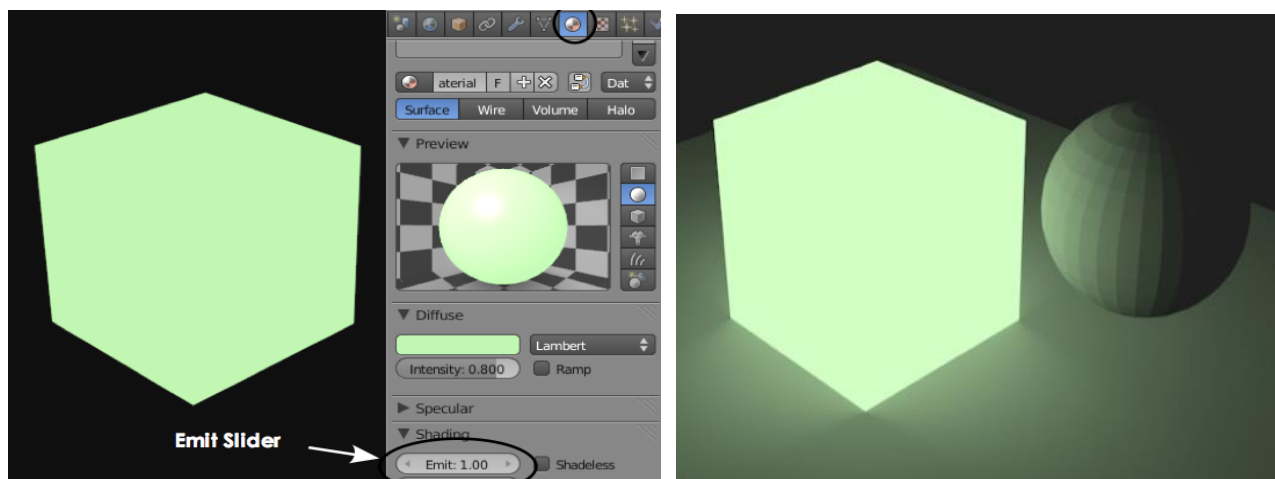 aterial F Dat
Surface Wire Volume Halo
Preview
Diffuse
Lambert
Intensity: 0.800 Ramp
Specular
Shading
Emit Slider
Emit: 1.00 Shadeless